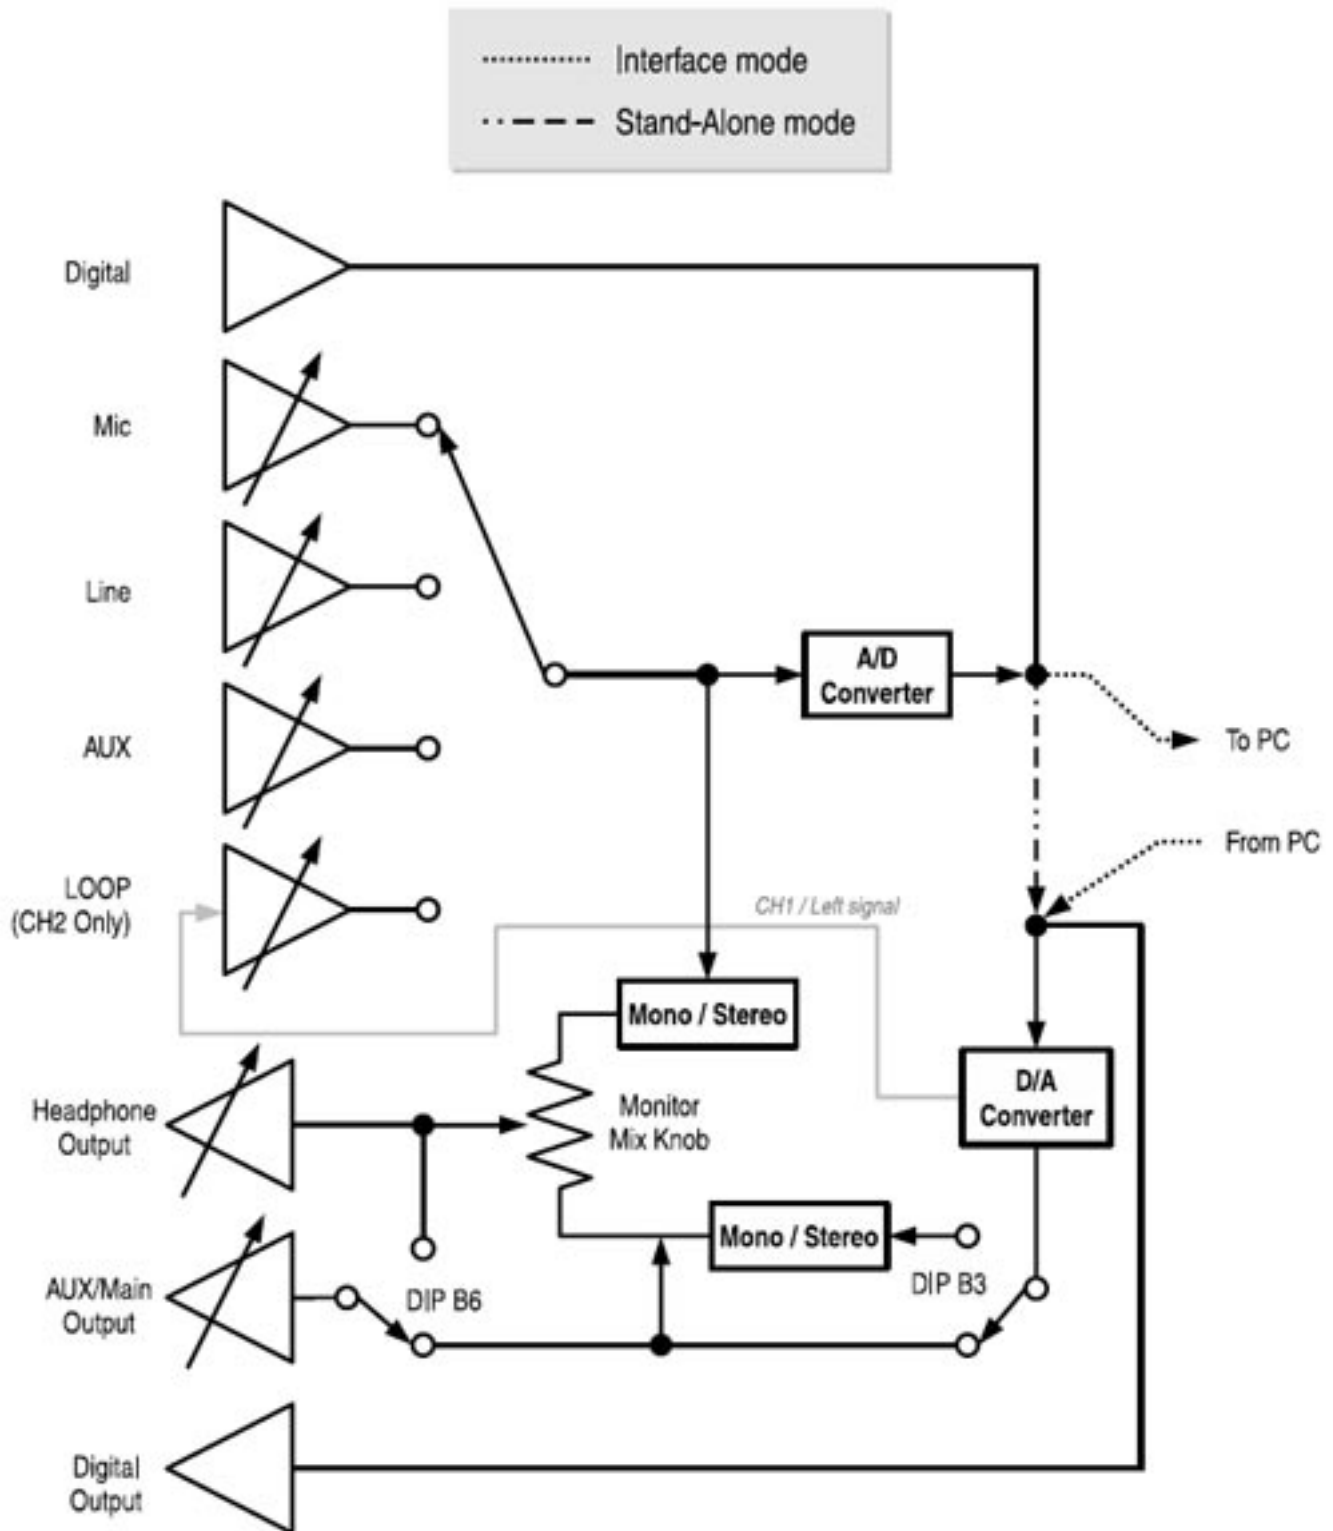 Interface mode
Stand-Alone mode
Digital
Mic
Line
A/D
Converter
AUX
To PC
From PC
LOOP
(CH2 Only)
CH1 / Left signal
Mono / Stereo
D/A
Converter
Headphone
Output
Monitor
Mix Knob
Mono / Stereo
AUX/Main
Output
DIP B6
DIP B3
Digital
Output